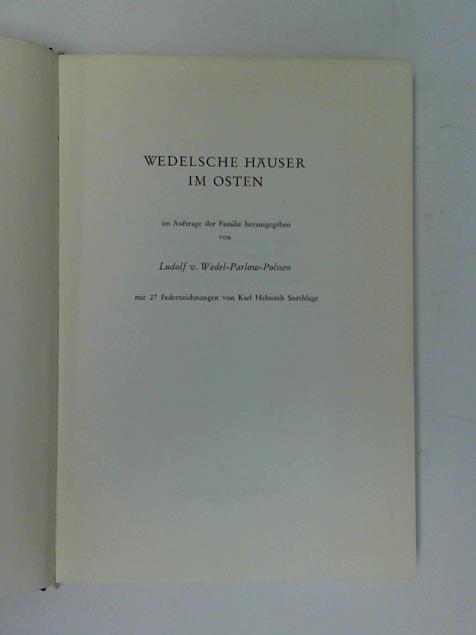 WEDELSCHE HÄUSER
IM OSTEN
im Auftrage der Familie herausgegeben
von
Ludolf v. Wedel-Parlow-Polssen
mit 27 Federzeichnungen von Karl Helmuth Snethlage